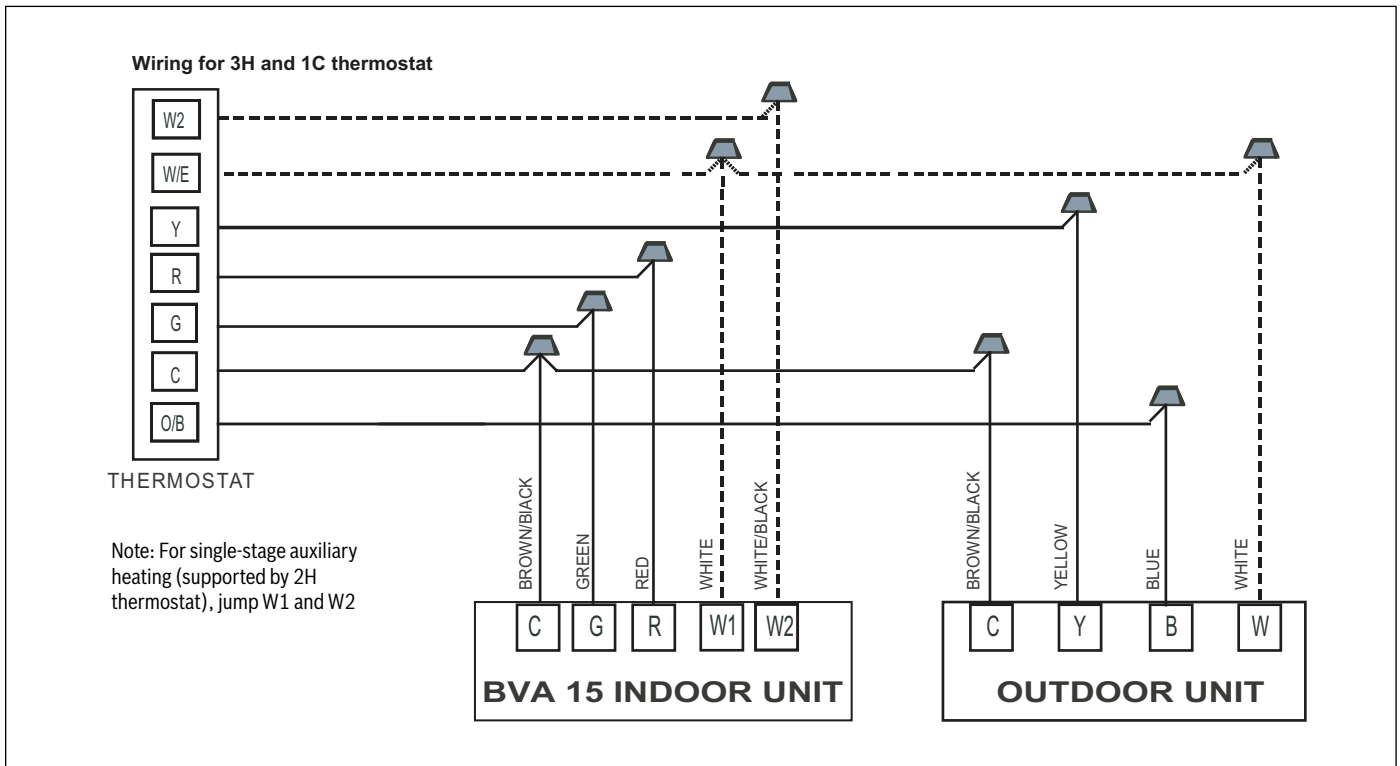 Wiring for 3H and 1C thermostat
W2
W/E
Y
R
G
C
O/B
THERMOSTAT
Note: For single-stage auxiliary
heating (supported by 2H
thermostat), jump W1 and W2
BROWN/BIACK
GREEN
RED
WHITE
WHITE/BLACK
BROWN/BLACK
YELLOW
BLUE
WHITE
C G R W1 W2
C Y B W
BVA 15 INDOOR UNIT
OUTDOOR UNIT